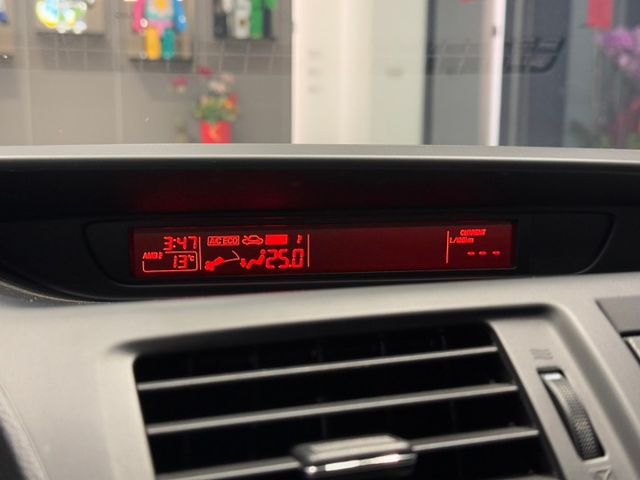 3:47
AMB
13°C
A/C ECO
25.0
CURRENT
L/100km
- - -